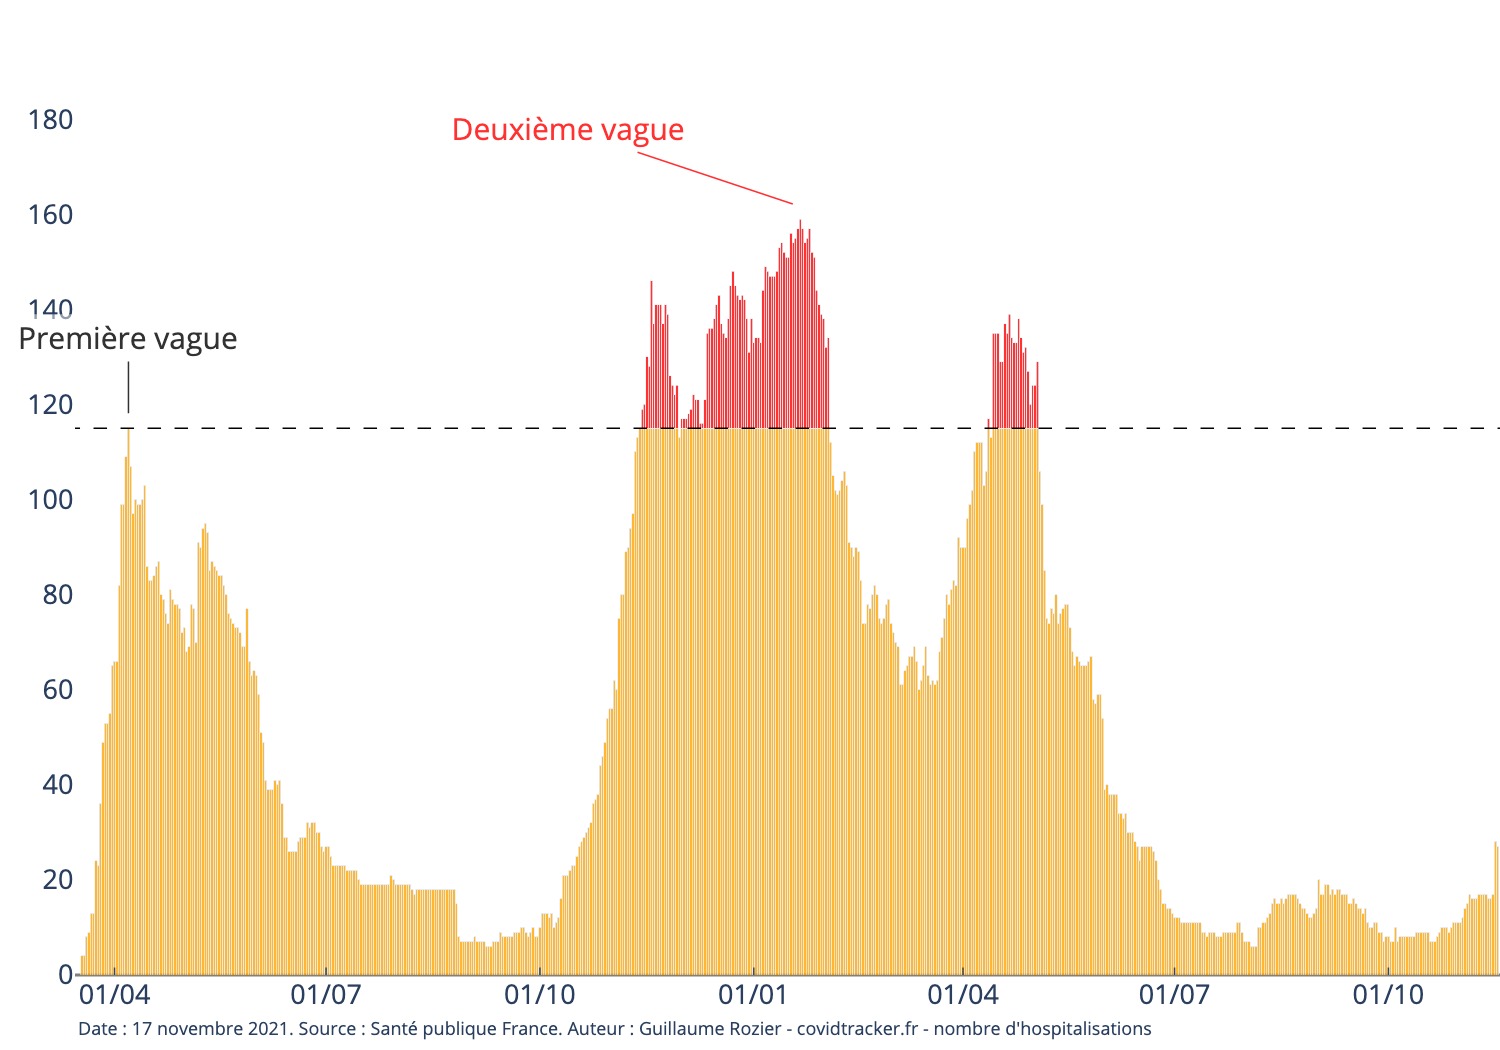 180
Deuxième vague
160
140
Première vague
120
100
80
60
40
20
0
01/04 01/07 01/10 01/01 01/04 01/07 01/10
Date : 17 novembre 2021. Source : Santé publique France. Auteur : Guillaume Rozier - covidtracker.fr - nombre d'hospitalisations